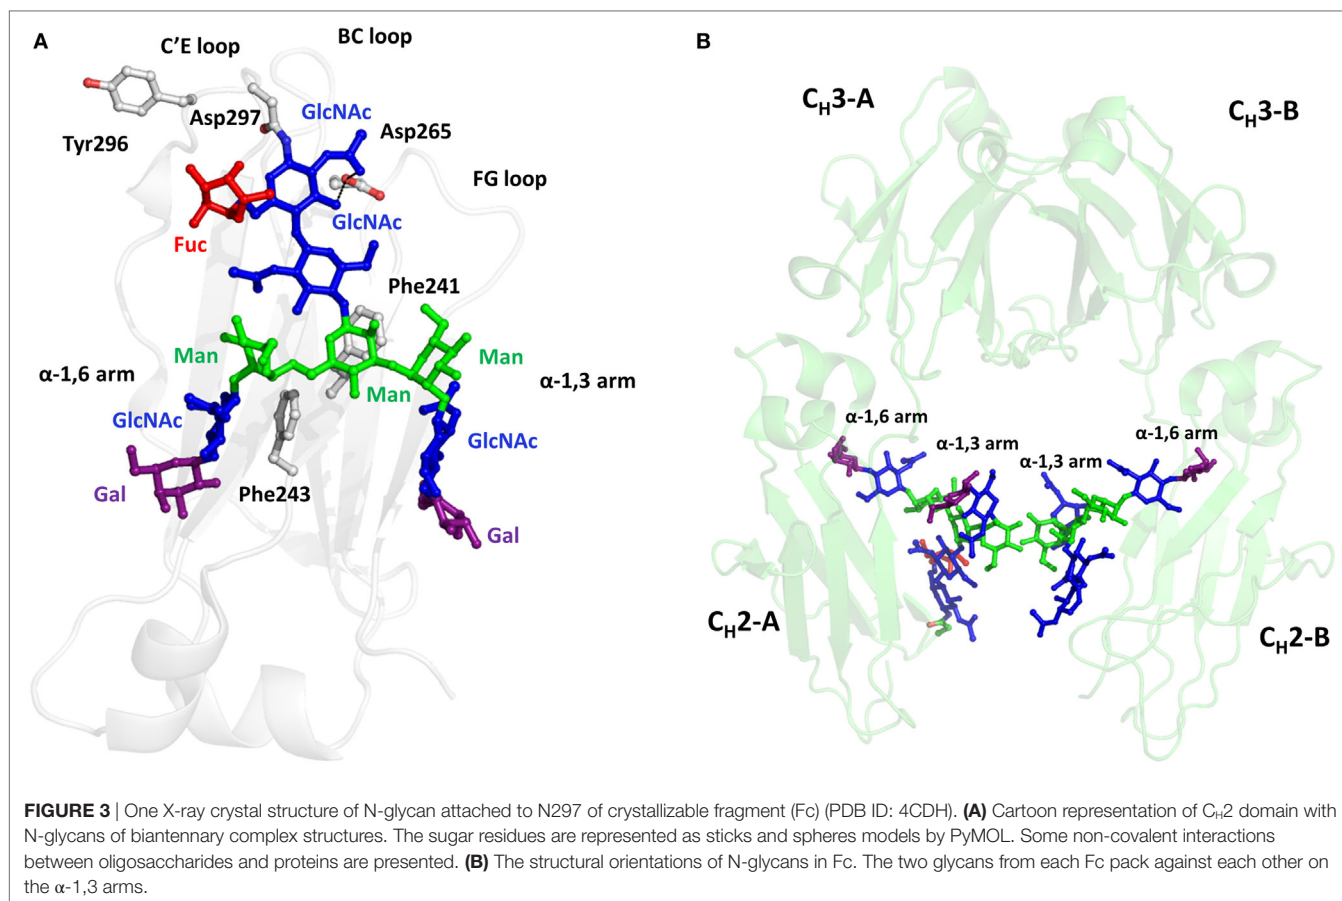 A
C'E loop
BC loop
GlcNAc
Asp297
Asp265
Tyr296
FG loop
GlcNAc
Fuc
Phe241
Man
Man
α-1,6 arm
Man
α-1,3 arm
GlcNAc
GlcNAc
Gal
Phe243
Gal
B
CH3-A
CH3-B
α-1,6 arm
α-1,3 arm
α-1,3 arm
α-1,6 arm
CH2-A
CH2-B
FIGURE 3 | One X-ray crystal structure of N-glycan attached to N297 of crystallizable fragment (Fc) (PDB ID: 4CDH). (A) Cartoon representation of CH2 domain with
N-glycans of biantennary complex structures. The sugar residues are represented as sticks and spheres models by PyMOL. Some non-covalent interactions
between oligosaccharides and proteins are presented. (B) The structural orientations of N-glycans in Fc. The two glycans from each Fc pack against each other on
the α-1,3 arms.